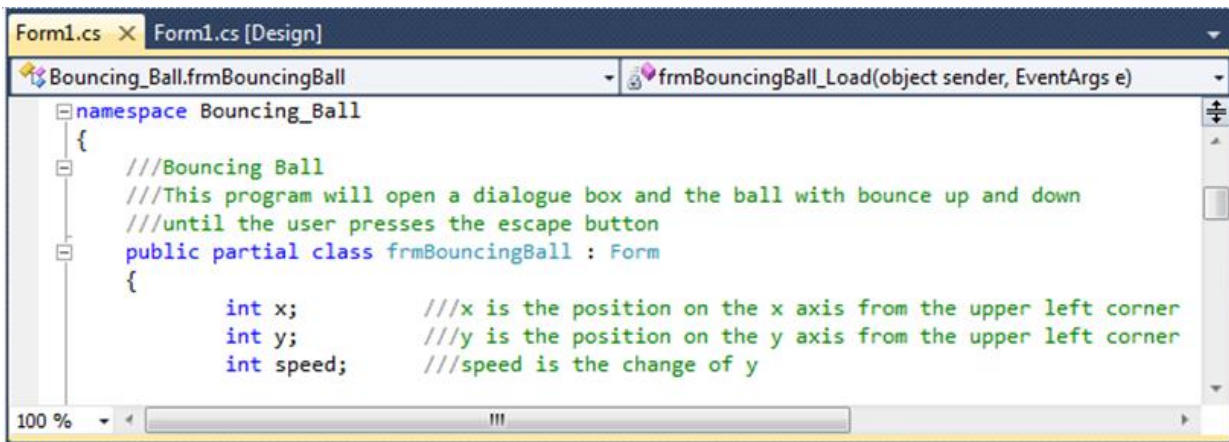 Form1.cs Form1.cs [Design]
Bouncing_Ball.frmBouncingBall frmBouncingBall_Load(object sender, EventArgs e)
namespace Bouncing_Ball
{
///Bouncing Ball
///This program will open a dialogue box and the ball with bounce up and down
///until the user presses the escape button
public partial class frmBouncingBall : Form
{
int x; ///x is the position on the x axis from the upper left corner
int y; ///y is the position on the y axis from the upper left corner
int speed; ///speed is the change of y
100 %